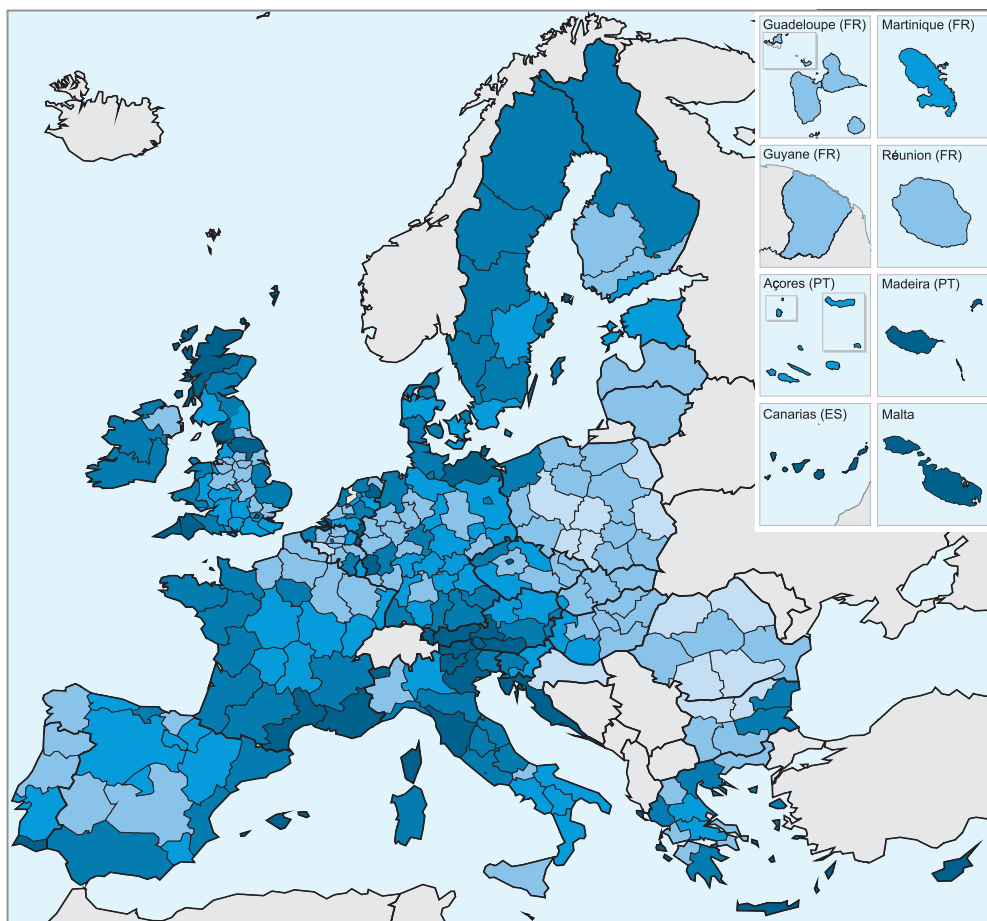 Guadeloupe (FR)
Martinique (FR)
Guyane (FR)
Réunion (FR)
Açores (PT)
Madeira (PT)
Canarias (ES)
Malta